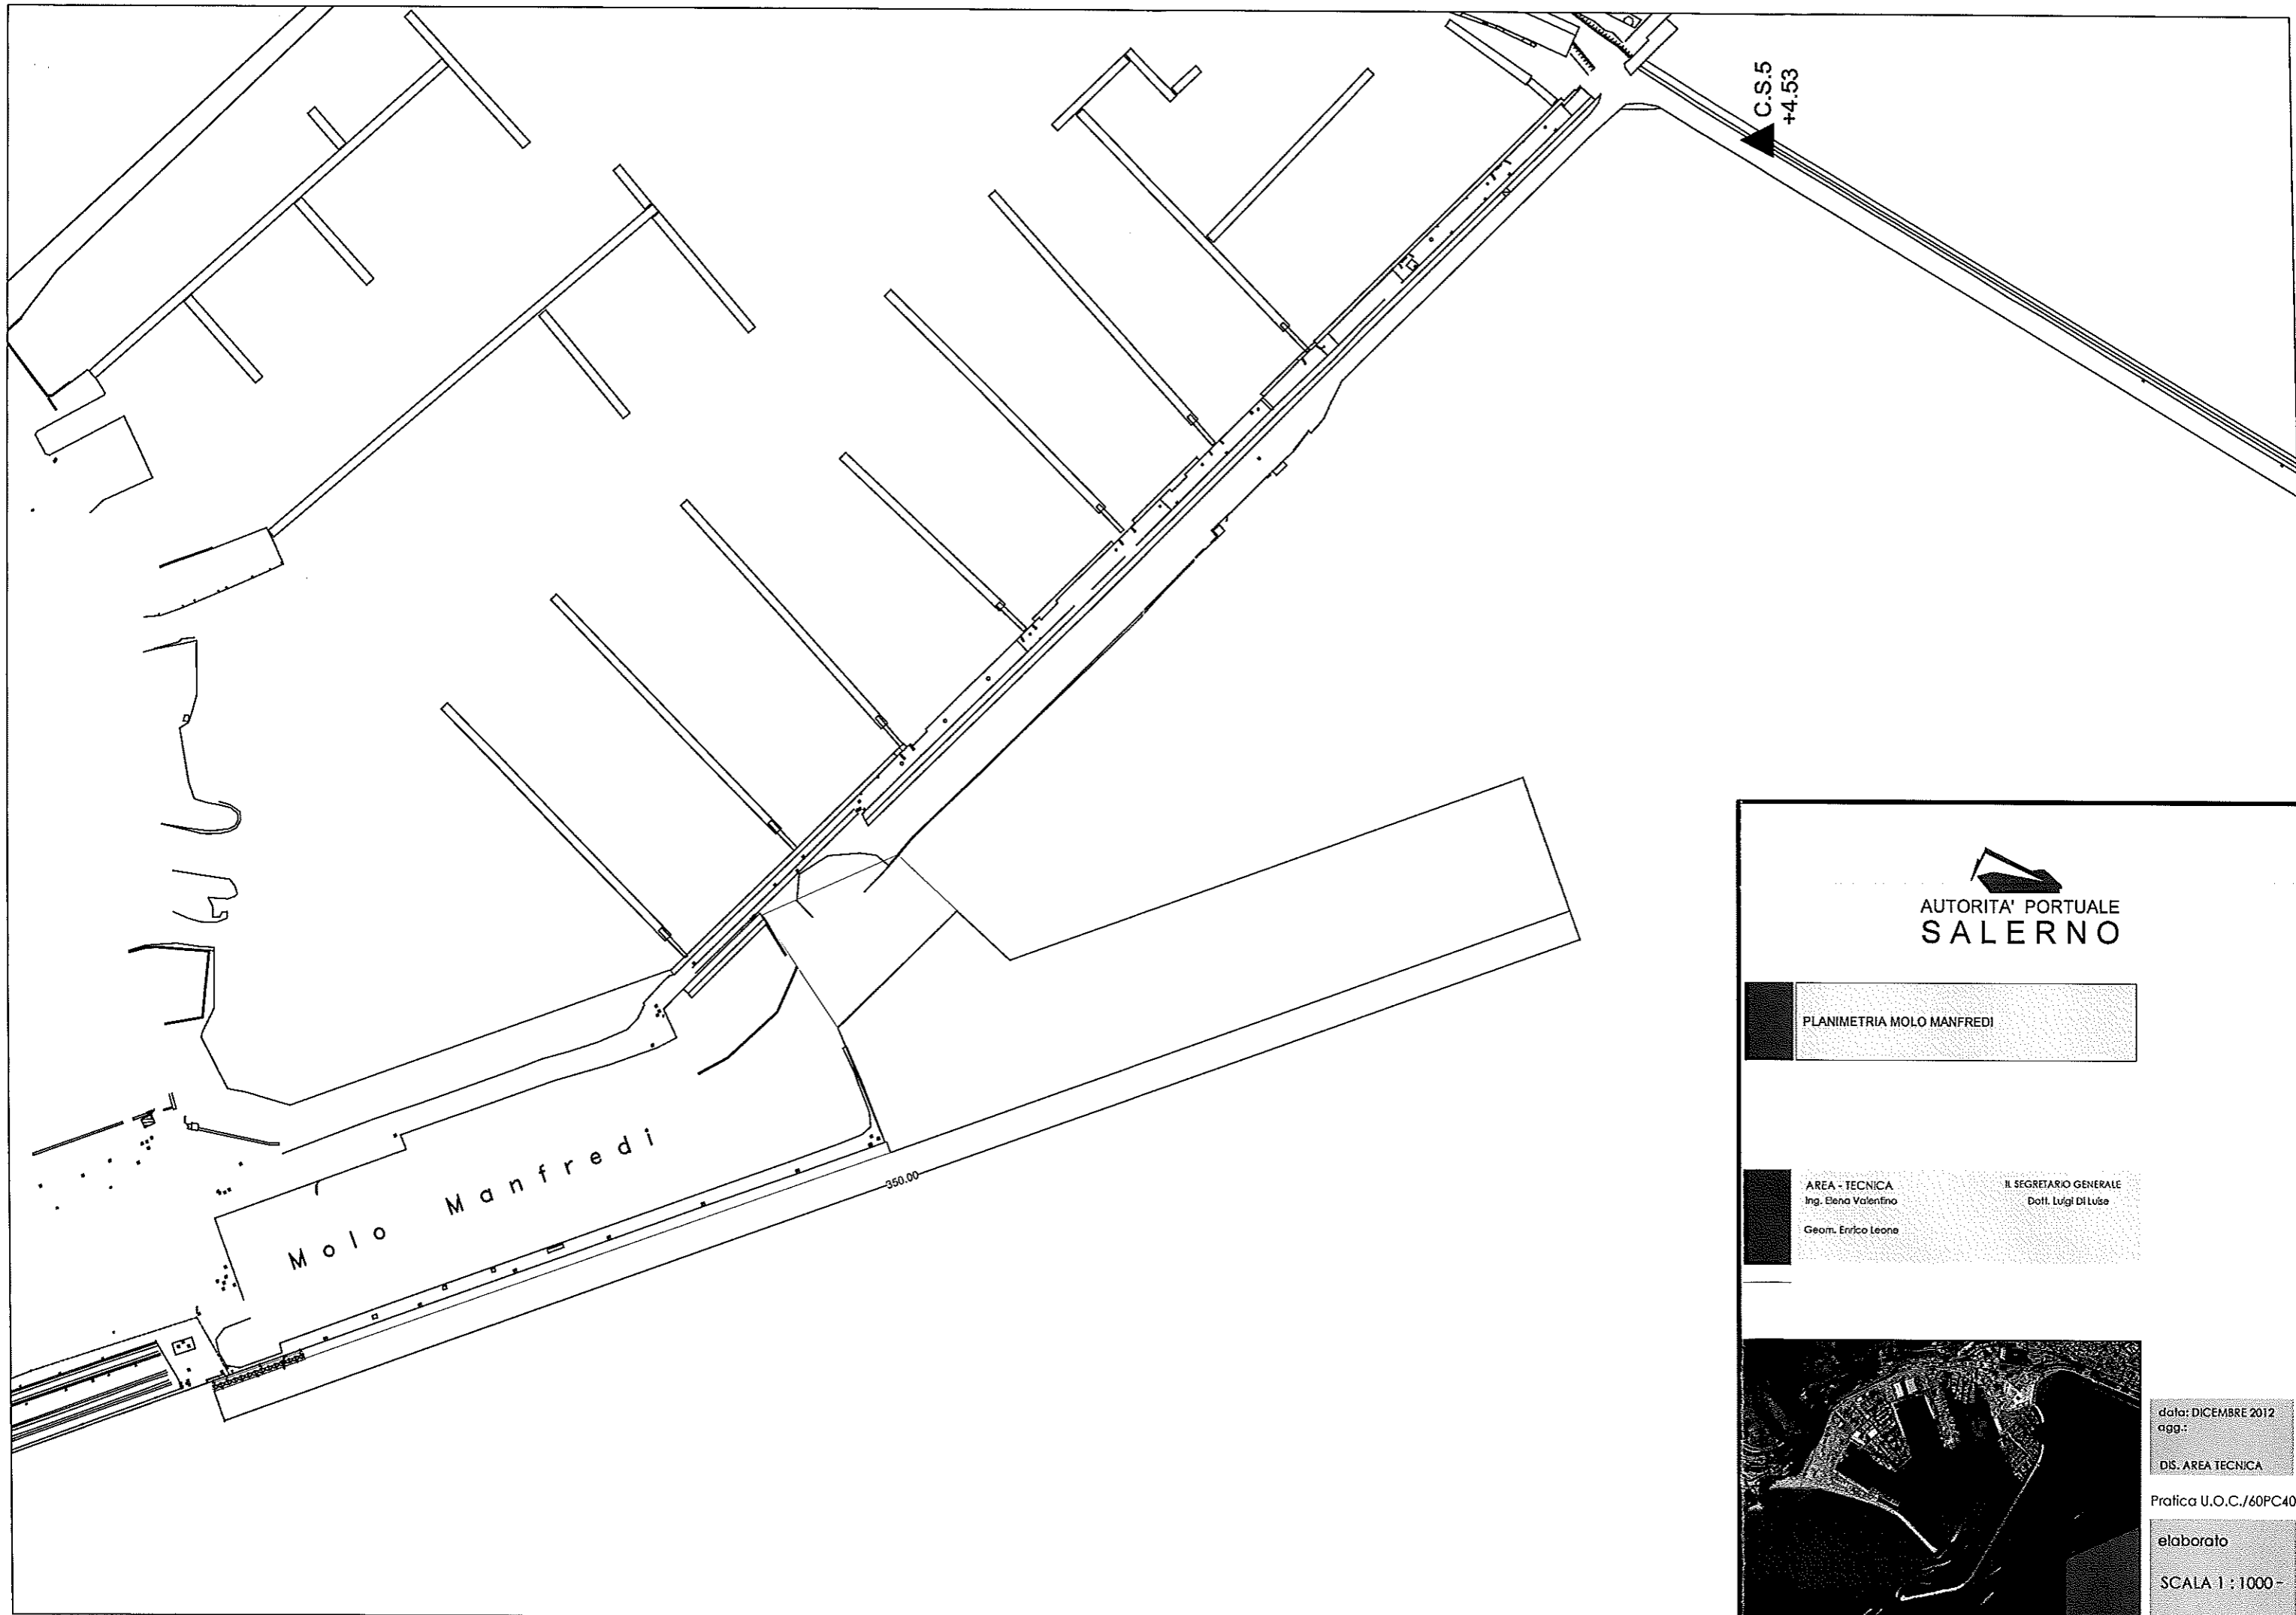 C.S.5
+4.53
Molo Manfredi
350.00
AUTORITA' PORTUALE
SALERNO
PLANIMETRIA MOLO MANFREDI
AREA - TECNICA
Ing. Elena Valentino
Geom. Enrico Leone
IL SEGRETARIO GENERALE
Dott. Luigi Di Luise
data: DICEMBRE 2012
agg.:
DIS. AREA TECNICA
Pratica U.O.C./60PC40
elaborato
SCALA 1 : 1000 -